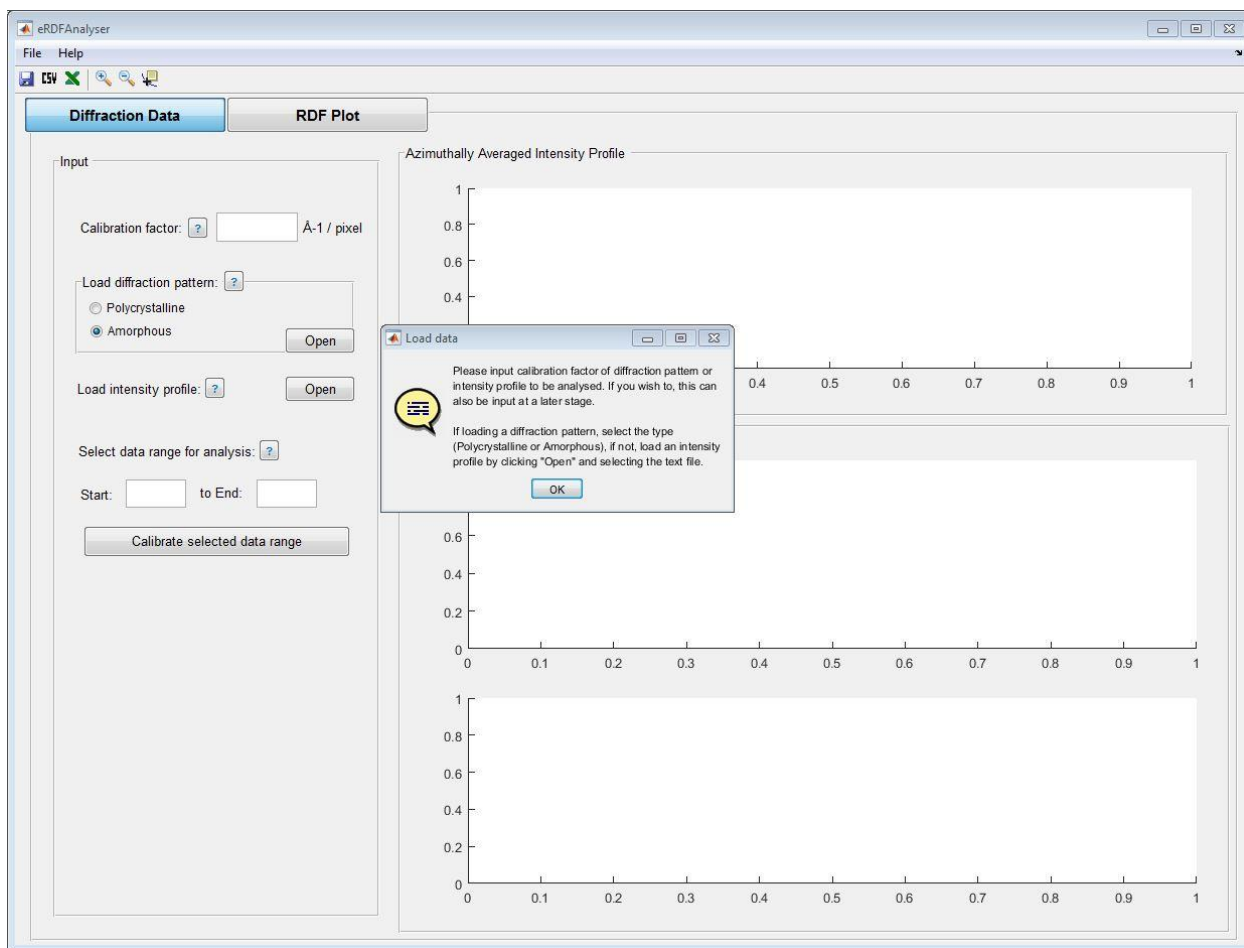 eRDFAnalyser
File Help
CSV
Diffraction Data
RDF Plot
Input
Calibration factor: ? Å-1 / pixel
Load diffraction pattern: ?
Polycrystalline
Amorphous
Open
Load intensity profile: ? Open
Select data range for analysis: ?
Start: to End:
Calibrate selected data range
Azimuthally Averaged Intensity Profile
1
0.8
0.6
0.4
0.4 0.5 0.6 0.7 0.8 0.9 1
Load data
Please input calibration factor of diffraction pattern or
intensity profile to be analysed. If you wish to, this can
also be input at a later stage.
If loading a diffraction pattern, select the type
(Polycrystalline or Amorphous), if not, load an intensity
profile by clicking "Open" and selecting the text file.
OK
0.6
0.4
0.2
0
0 0.1 0.2 0.3 0.4 0.5 0.6 0.7 0.8 0.9 1
1
0.8
0.6
0.4
0.2
0
0 0.1 0.2 0.3 0.4 0.5 0.6 0.7 0.8 0.9 1